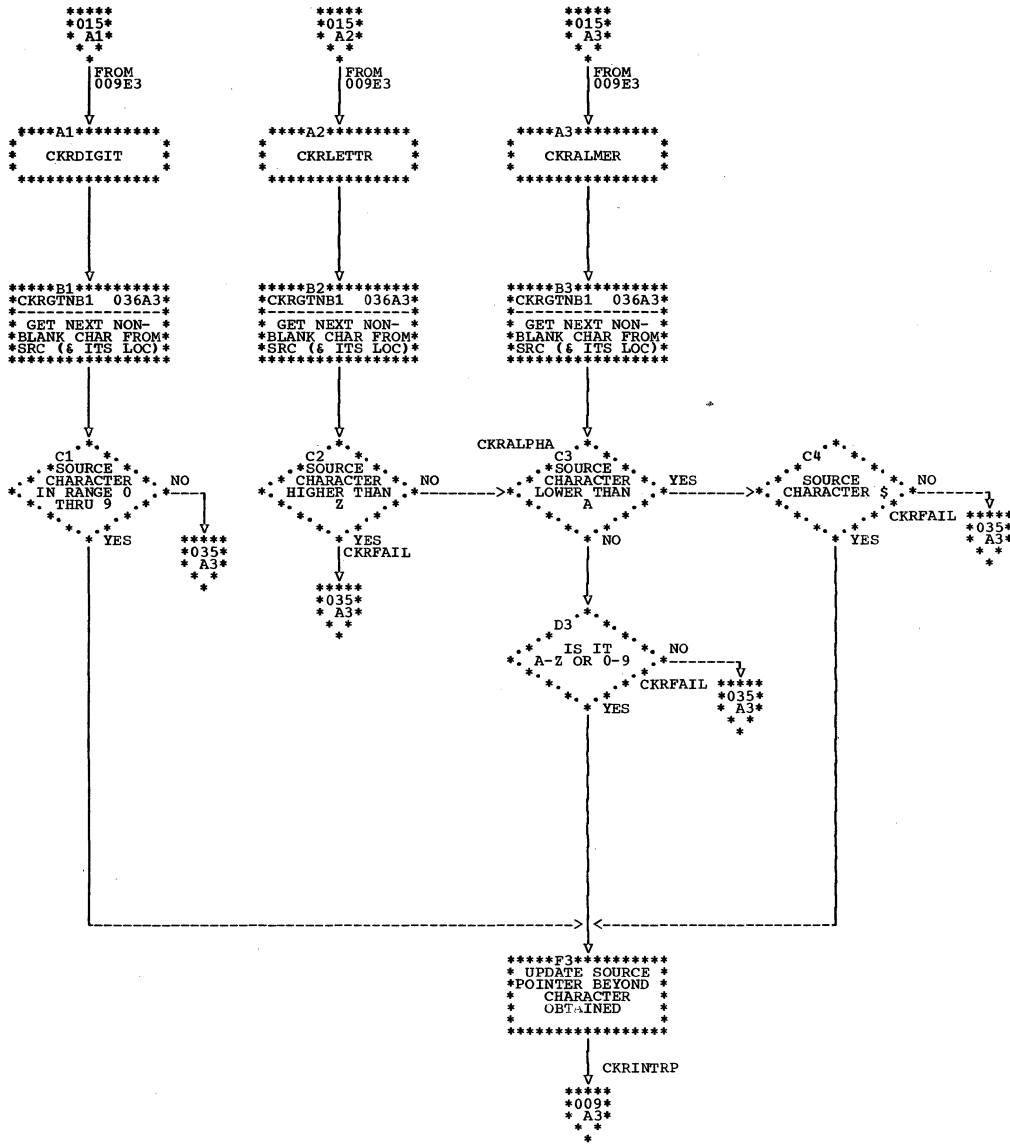 *015*
A1*
FROM
009E3
*015*
A2*
FROM
009E3
*015*
A3*
FROM
009E3
****A1*********
CKRDIGIT
****A2*********
CKRLETTR
****A3*********
CKRALMER
*****B1**********
*CKRGTNB1 036A3*
* GET NEXT NON- *
*BLANK CHAR FROM*
*SRC (& ITS LOC)*
*****B2**********
*CKRGTNB1 036A3*
* GET NEXT NON- *
*BLANK CHAR FROM*
*SRC (& ITS LOC)*
*****B3**********
*CKRGTNB1 036A3*
* GET NEXT NON- *
*BLANK CHAR FROM*
*SRC (& ITS LOC)*
C1
SOURCE
CHARACTER
IN RANGE 0
THRU 9
NO
YES
*035*
A3*
C2
SOURCE
CHARACTER
HIGHER THAN
Z
NO
YES
CKRFAIL
*035*
A3*
CKRALPHA
C3
SOURCE
CHARACTER
LOWER THAN
A
YES
NO
C4
SOURCE
CHARACTER $
NO
CKRFAIL
YES
*035*
A3*
D3
IS IT
A-Z OR 0-9
NO
CKRFAIL
YES
*035*
A3*
*****F3**********
* UPDATE SOURCE *
*POINTER BEYOND *
* CHARACTER *
* OBTAINED *
CKRINTRP
*009*
A3*